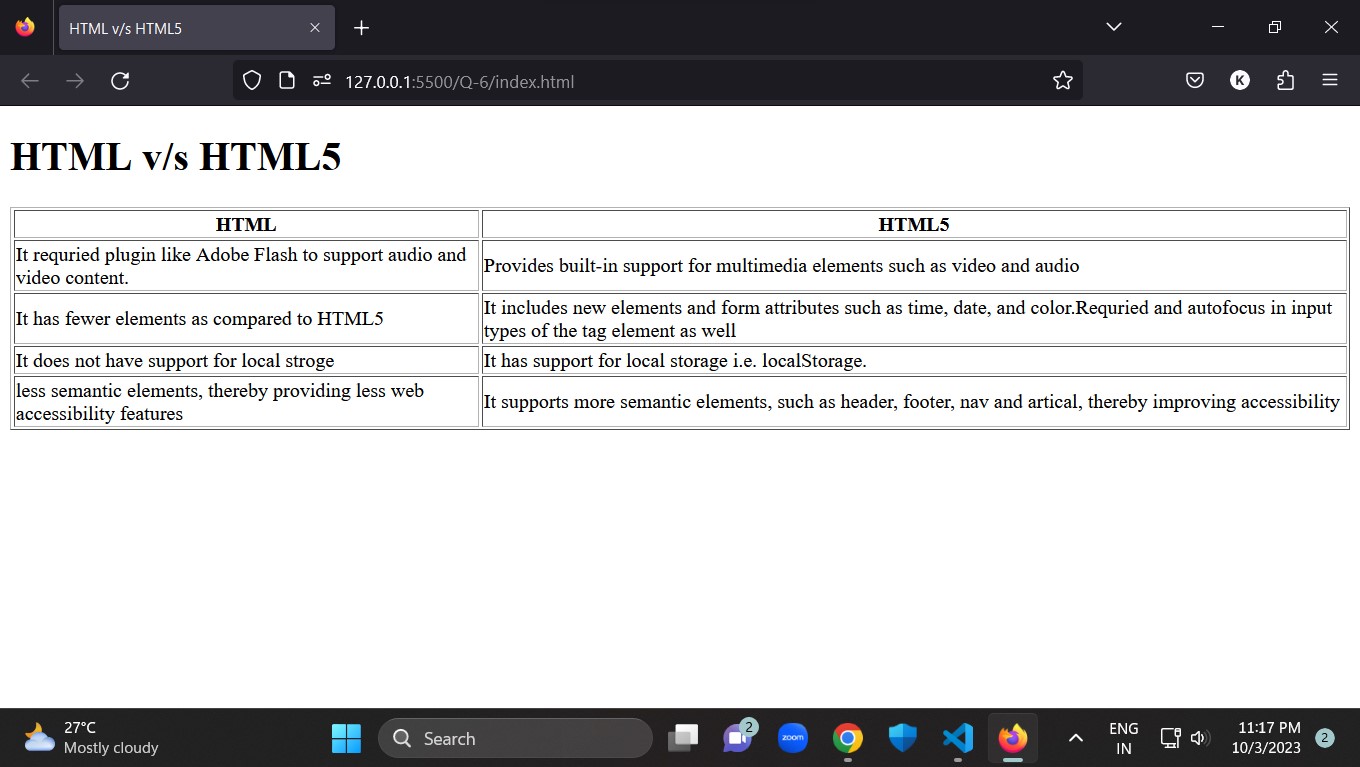 HTML v/s HTML5
127.0.0.1:5500/Q-6/index.html
K
HTML v/s HTML5
HTML
HTML5
It requried plugin like Adobe Flash to support audio and
video content.
Provides built-in support for multimedia elements such as video and audio
It has fewer elements as compared to HTML5
It includes new elements and form attributes such as time, date, and color.Requried and autofocus in input
types of the tag element as well
It does not have support for local stroge
It has support for local storage i.e. localStorage.
less semantic elements, thereby providing less web
accessibility features
It supports more semantic elements, such as header, footer, nav and artical, thereby improving accessibility
27°C
Mostly cloudy
Search
2
zoom
ENG
IN
11:17 PM
10/3/2023
2